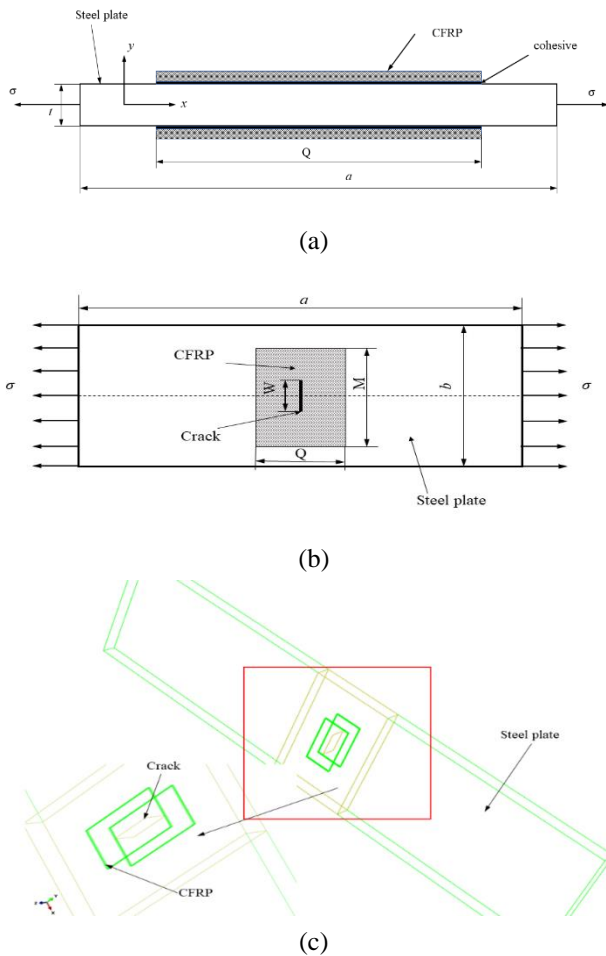 Steel plate
CFRP
cohesive
y
σ
σ
t
x
Q
a
(a)
a
CFRP
W
M
b
σ
σ
Crack
Q
Steel plate
(b)
Steel plate
Crack
CFRP
(c)